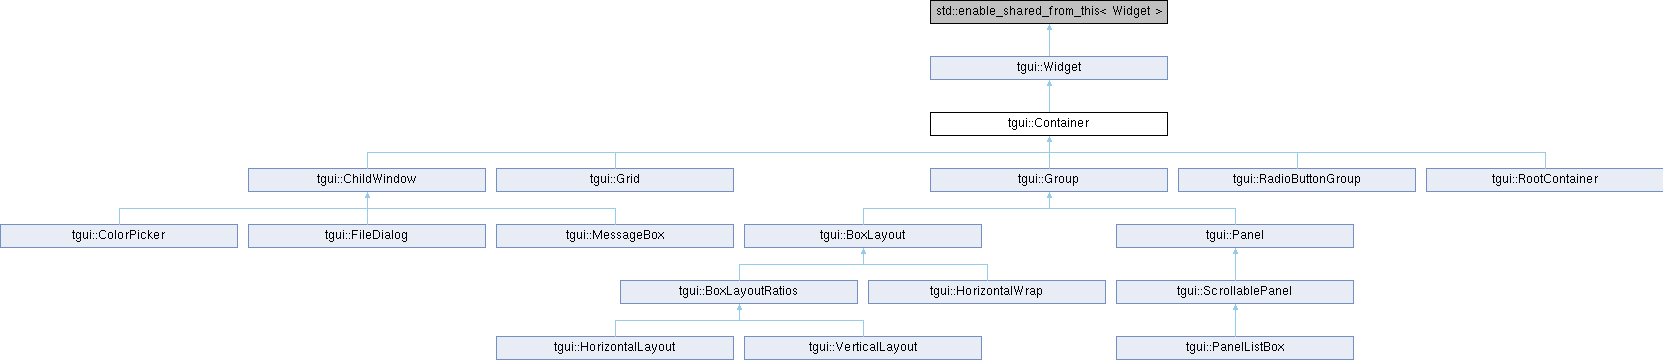 std::enable_shared_from_this< Widget >
tgui::Widget
tgui::Container
tgui::ChildWindow
tgui::Grid
tgui::Group
tgui::RadioButtonGroup
tgui::RootContainer
tgui::ColorPicker
tgui::FileDialog
tgui::MessageBox
tgui::BoxLayout
tgui::Panel
tgui::BoxLayoutRatios
tgui::HorizontalWrap
tgui::ScrollablePanel
tgui::HorizontalLayout
tgui::VerticalLayout
tgui::PanelListBox